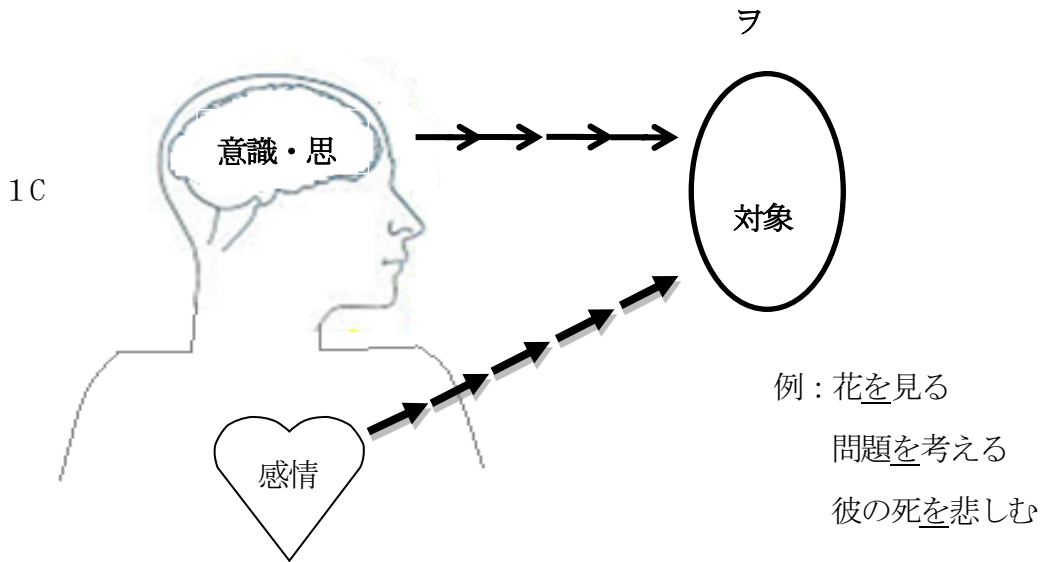 ヲ
意識・思
1C
対象
感情
例：花を見る
問題を考える
彼の死を悲しむ